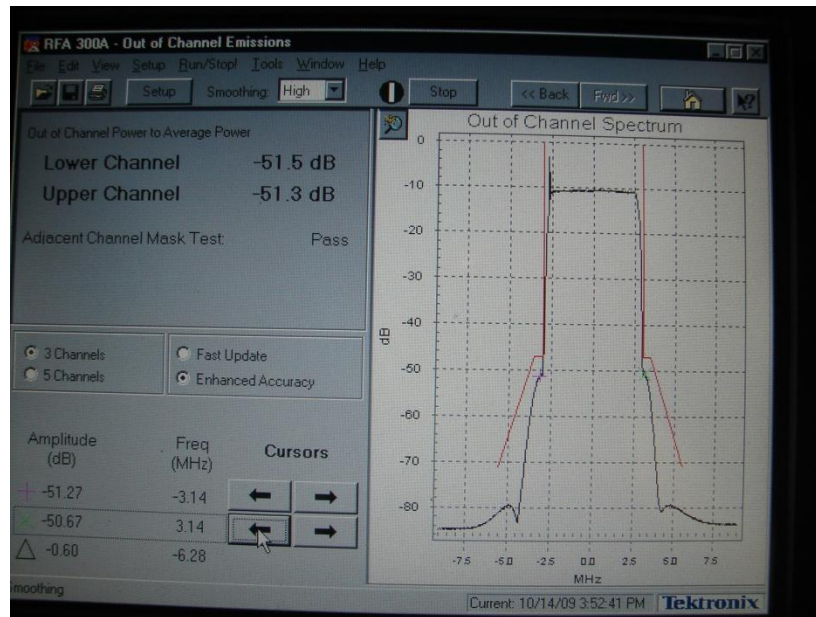 RFA 300A - Out of Channel Emissions
File Edit View Setup Run/Stop! Tools Window Help
Setup Smoothing: High Stop << Back Fwd >>
Out of Channel Power to Average Power
Lower Channel -51.5 dB
Upper Channel -51.3 dB
Adjacent Channel Mask Test: Pass
3 Channels
5 Channels
Fast Update
Enhanced Accuracy
Amplitude (dB) Freq (MHz) Cursors
-51.27 -3.14
-50.67 3.14
-0.60 -6.28
Out of Channel Spectrum
0
-10
-20
-30
-40
dB
-50
-60
-70
-80
-7.5 -5.0 -2.5 0.0 2.5 5.0 7.5
MHz
moothing
Current: 10/14/09 3:52:41 PM Tektronix